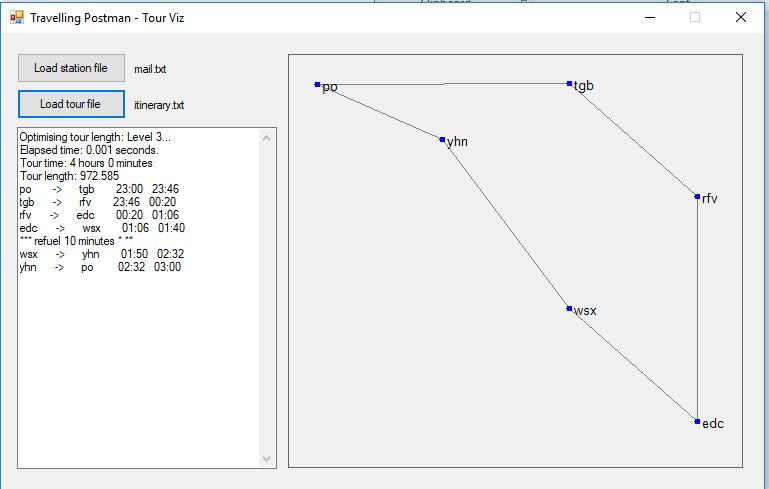 Travelling Postman - Tour Viz
Load station file
mail.txt
Load tour file
itinerary.txt
Optimising tour length: Level 3...
Elapsed time: 0.001 seconds.
Tour time: 4 hours 0 minutes
Tour length: 972.585
po -> tgb 23:00 23:46
tgb -> rfv 23:46 00:20
rfv -> edc 00:20 01:06
edc -> wsx 01:06 01:40
*** refuel 10 minutes * **
wsx -> yhn 01:50 02:32
yhn -> po 02:32 03:00
po
tgb
yhn
rfv
wsx
edc